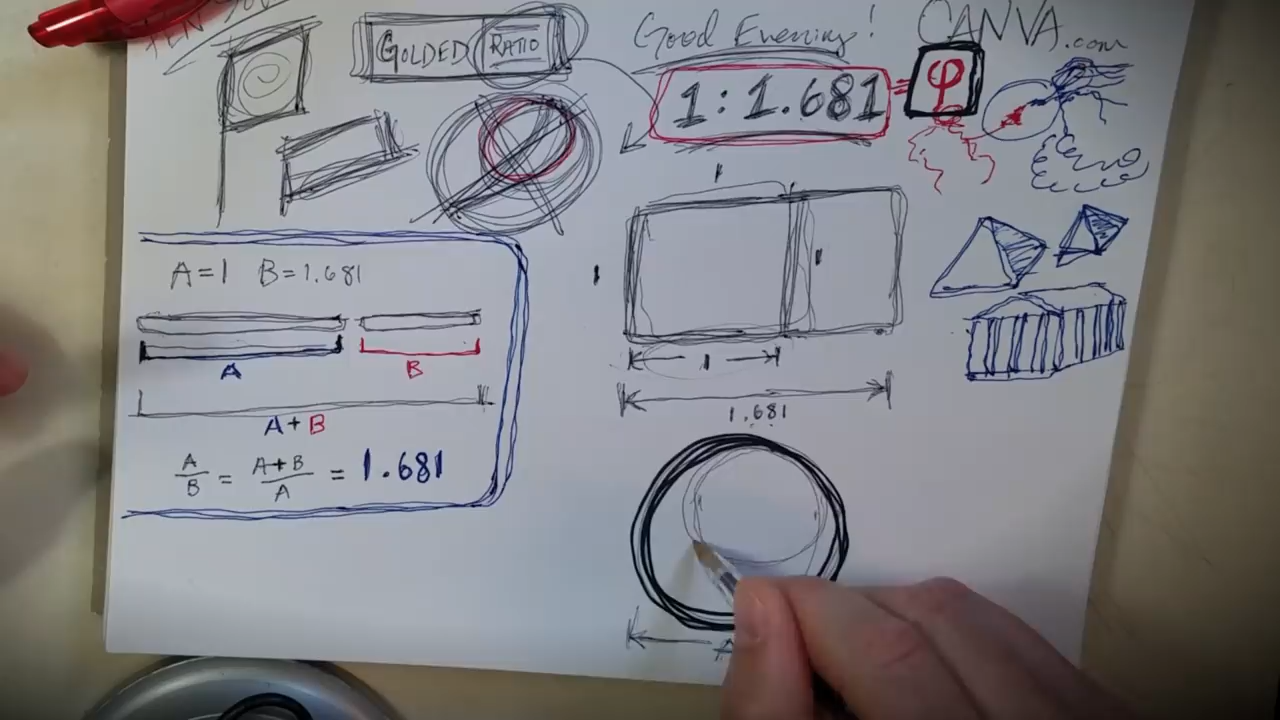 GOLDED RATIO
Good Evening!
CANVA.com
1:1.681
=φ
A=1 B=1.681
A
B
A+B
A/B = A+B/A = 1.681
1
1
1
1
1.681
A